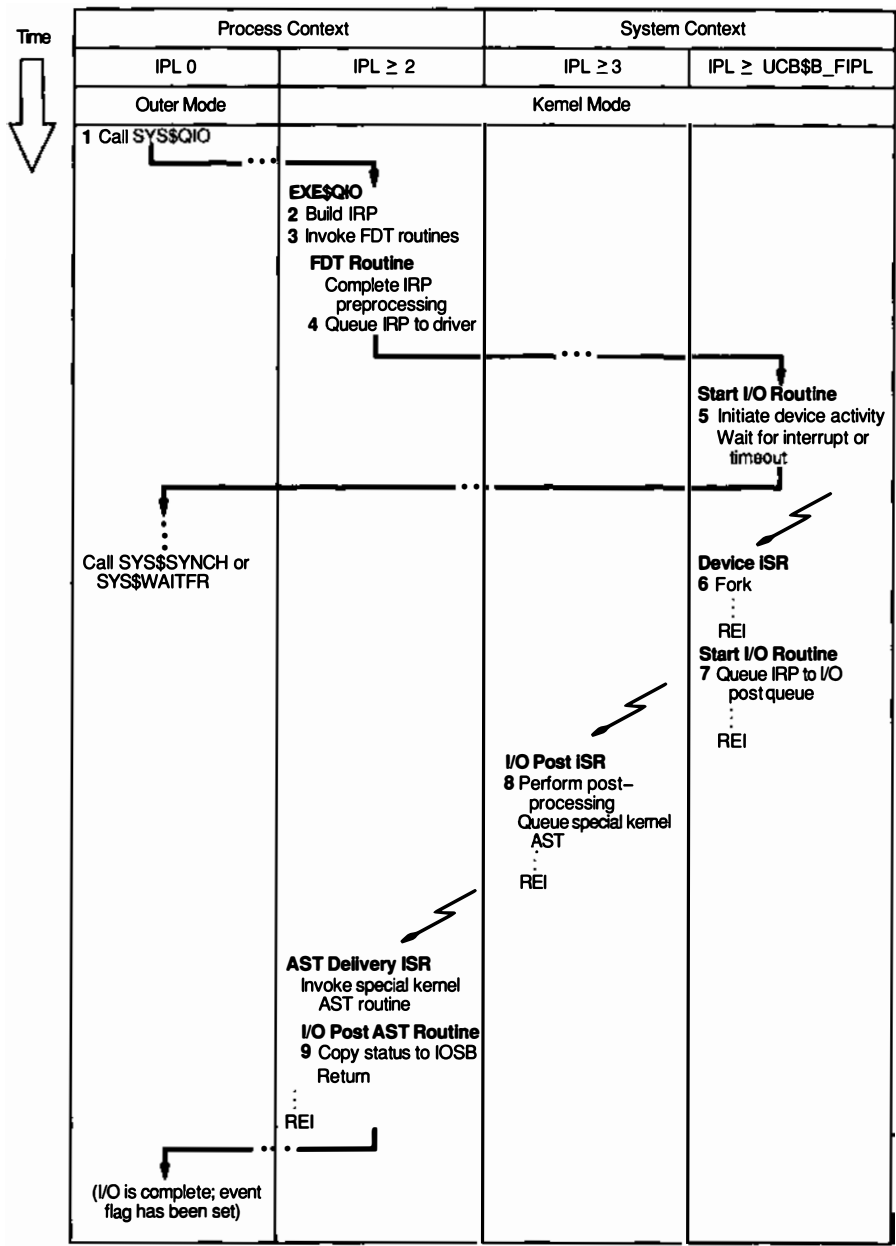 Time
Process Context
System Context
IPL 0
IPL ≥ 2
IPL ≥ 3
IPL ≥ UCB$B_FIPL
Outer Mode
Kernel Mode
1 Call SYS$QIO
EXE$QIO
2 Build IRP
3 Invoke FDT routines
FDT Routine
Complete IRP
preprocessing
4 Queue IRP to driver
Start I/O Routine
5 Initiate device activity
Wait for interrupt or
timeout
Call SYS$SYNCH or
SYS$WAITFR
Device ISR
6 Fork
REI
Start I/O Routine
7 Queue IRP to I/O
post queue
REI
I/O Post ISR
8 Perform post–
processing
Queue special kernel
AST
REI
AST Delivery ISR
Invoke special kernel
AST routine
I/O Post AST Routine
9 Copy status to IOSB
Return
REI
(I/O is complete; event
flag has been set)